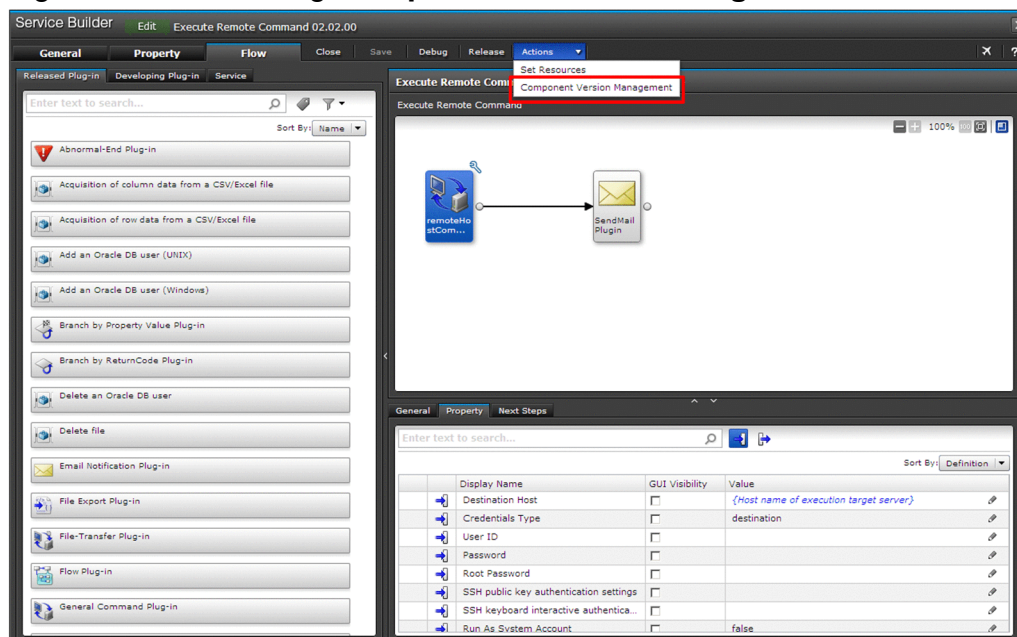 Service Builder Edit Execute Remote Command 02.02.00
General Property Flow Close Save Debug Release Actions
Set Resources
Component Version Management
Released Plug-in Developing Plug-in Service
Enter text to search...
Sort By: Name
Abnormal-End Plug-in
Acquisition of column data from a CSV/Excel file
Acquisition of row data from a CSV/Excel file
Add an Oracle DB user (UNIX)
Add an Oracle DB user (Windows)
Branch by Property Value Plug-in
Branch by ReturnCode Plug-in
Delete an Oracle DB user
Delete file
Email Notification Plug-in
File Export Plug-in
File-Transfer Plug-in
Flow Plug-in
General Command Plug-in
Execute Remote Com
Execute Remote Command
100%
remoteHo
stCom...
SendMail
Plugin
General Property Next Steps
Enter text to search...
Sort By: Definition
Display Name GUI Visibility Value
Destination Host {Host name of execution target server}
Credentials Type destination
User ID
Password
Root Password
SSH public key authentication settings
SSH keyboard interactive authentica...
Run As System Account false